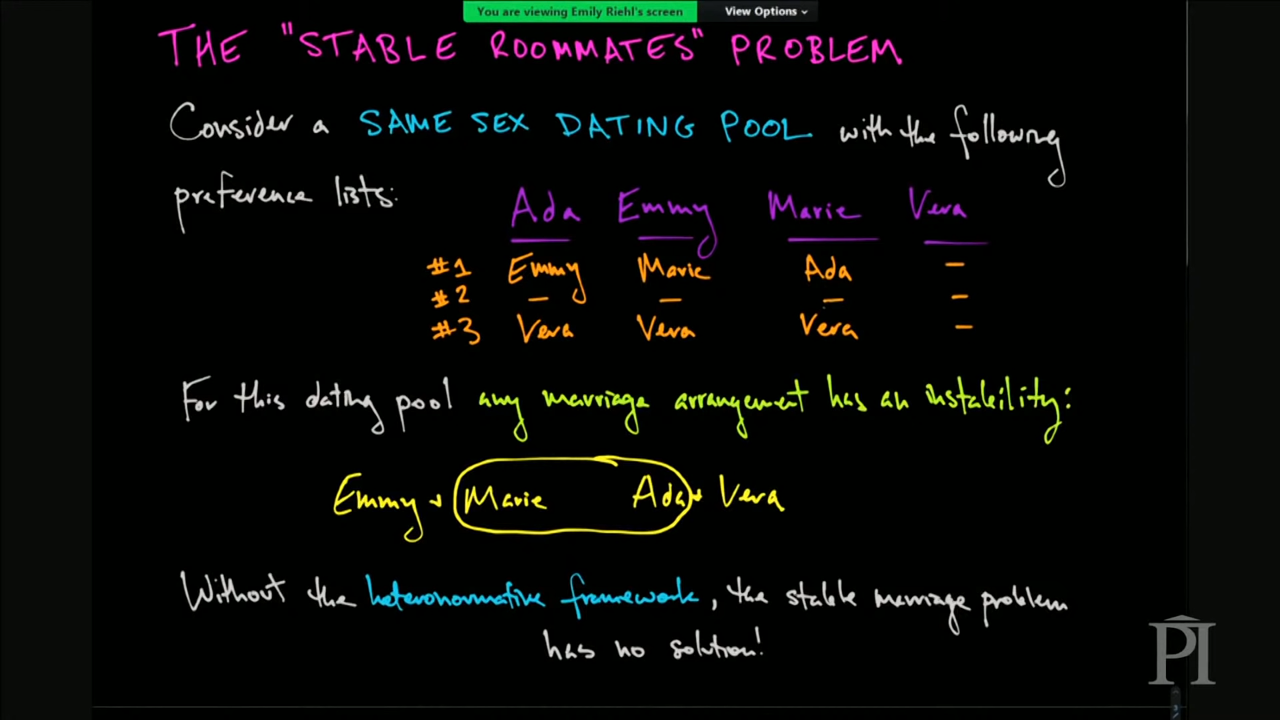 You are viewing Emily Riehl's screen View Options
THE "STABLE ROOMMATES" PROBLEM
Consider a SAME SEX DATING POOL with the following
preference lists:
Ada Emmy Marie Vera
#1 Emmy Marie Ada –
#2 – – – –
#3 Vera Vera Vera –
For this dating pool any marriage arrangement has an instability:
Emmy + Marie Ada + Vera
Without the heteronormative framework, the stable marriage problem
has no solution!
PI
3